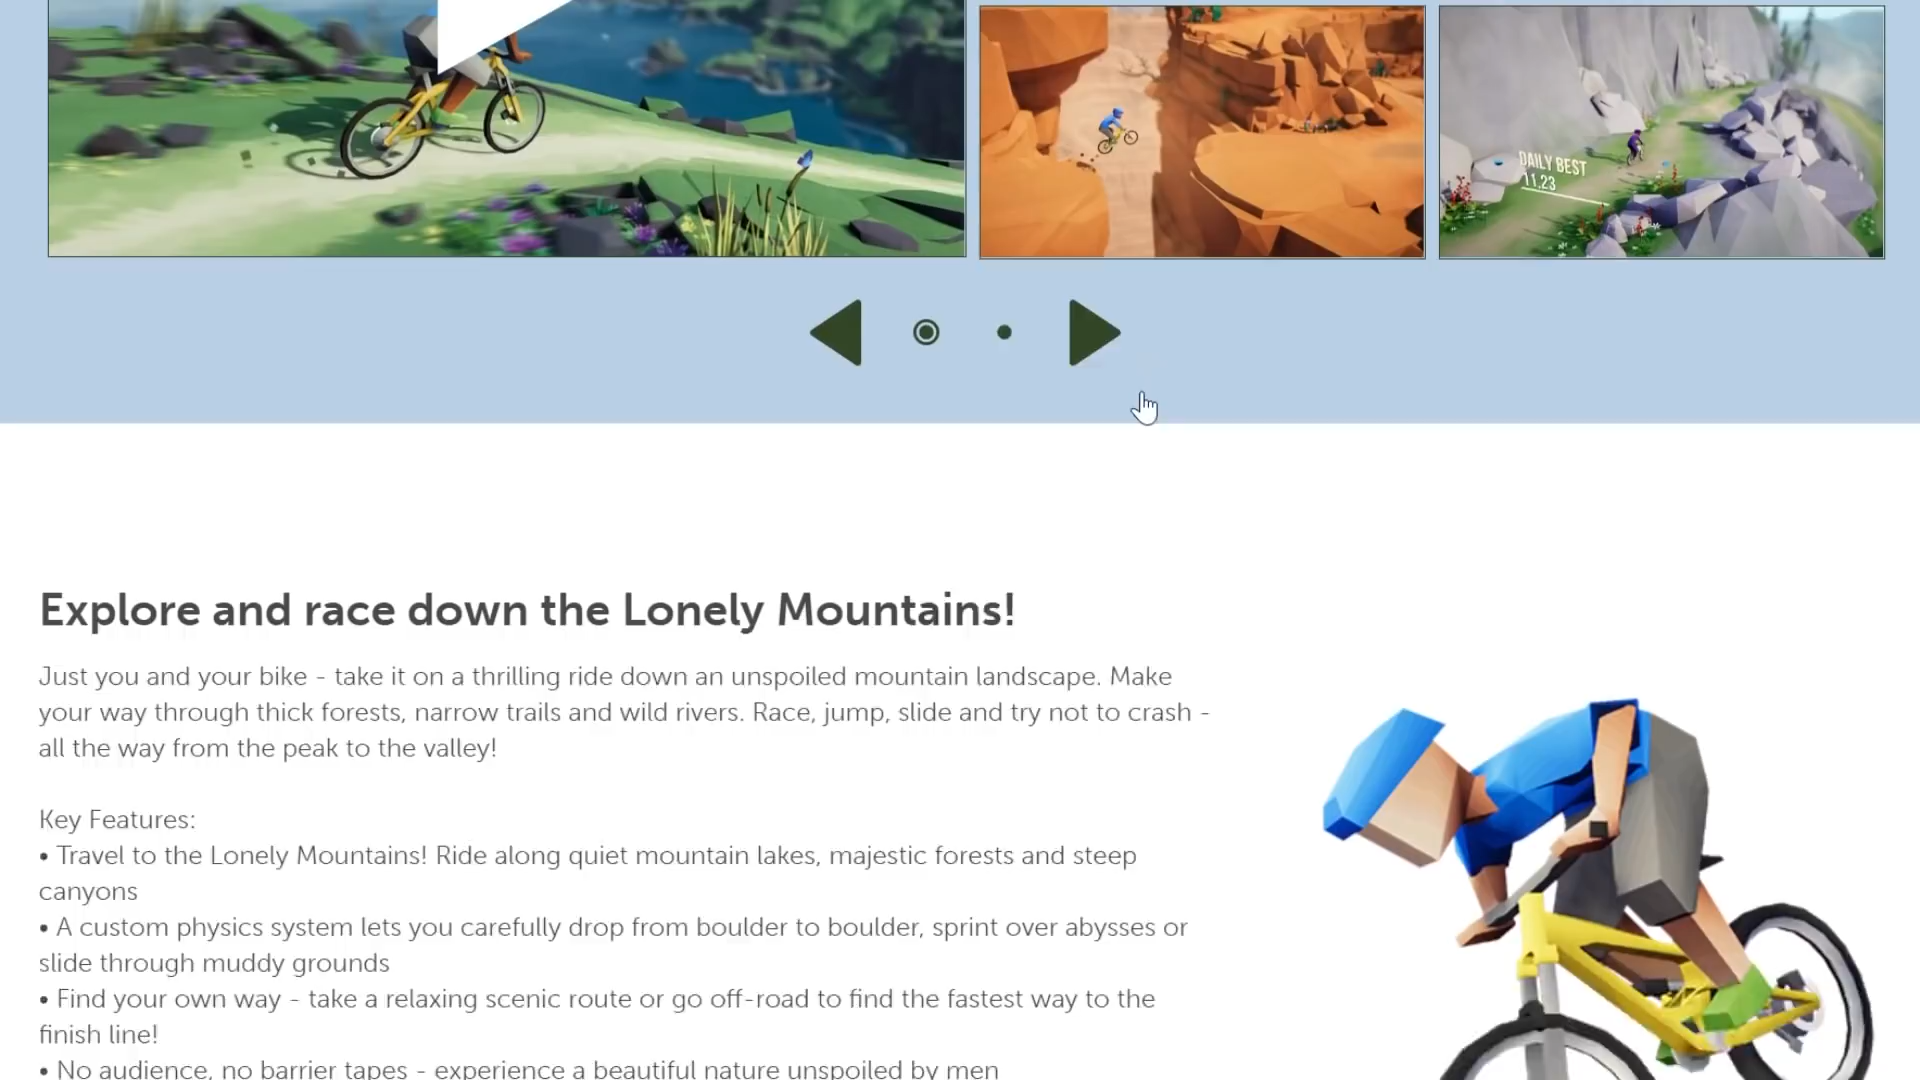 DAILY BEST
11.23
Explore and race down the Lonely Mountains!
Just you and your bike - take it on a thrilling ride down an unspoiled mountain landscape. Make
your way through thick forests, narrow trails and wild rivers. Race, jump, slide and try not to crash -
all the way from the peak to the valley!
Key Features:
• Travel to the Lonely Mountains! Ride along quiet mountain lakes, majestic forests and steep
canyons
• A custom physics system lets you carefully drop from boulder to boulder, sprint over abysses or
slide through muddy grounds
• Find your own way - take a relaxing scenic route or go off-road to find the fastest way to the
finish line!
• No audience, no barrier tapes - experience a beautiful nature unspoiled by men